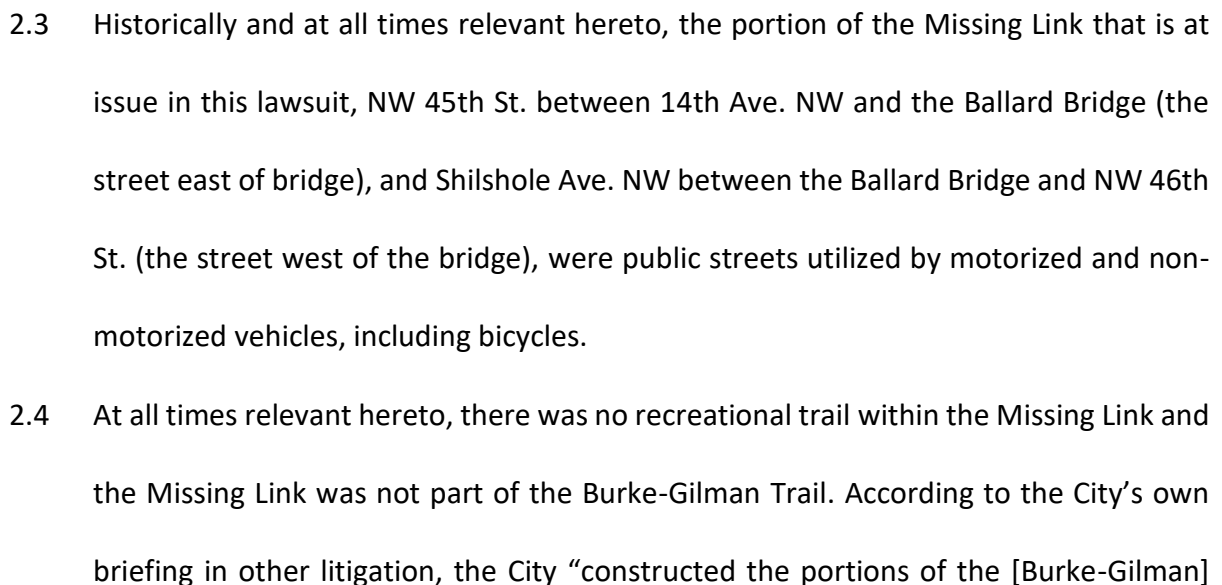 2.3 Historically and at all times relevant hereto, the portion of the Missing Link that is at
issue in this lawsuit, NW 45th St. between 14th Ave. NW and the Ballard Bridge (the
street east of bridge), and Shilshole Ave. NW between the Ballard Bridge and NW 46th
St. (the street west of the bridge), were public streets utilized by motorized and non-
motorized vehicles, including bicycles.
2.4 At all times relevant hereto, there was no recreational trail within the Missing Link and
the Missing Link was not part of the Burke-Gilman Trail. According to the City’s own
briefing in other litigation, the City “constructed the portions of the [Burke-Gilman]